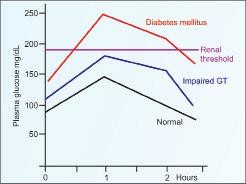 Plasma glucose mg/dL
250
200
150
100
50
Diabetes mellitus
Renal
threshold
Impaired GT
Normal
0
1
2
Hours